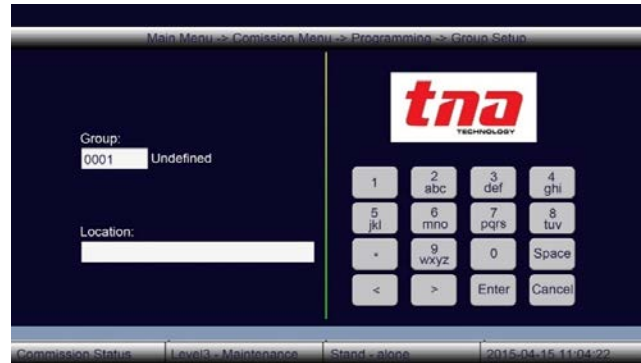 Main Menu -> Comission Menu -> Programming -> Group Setup
tna
TECHNOLOGY
Group:
0001 Undefined
Location:
1 2 abc 3 def 4 ghi
5 jkl 6 mno 7 pqrs 8 tuv
9 wxyz 0 Space
< > Enter Cancel
Commission Status Level3 - Maintenance Stand - alone 2015-04-15 11:04:22